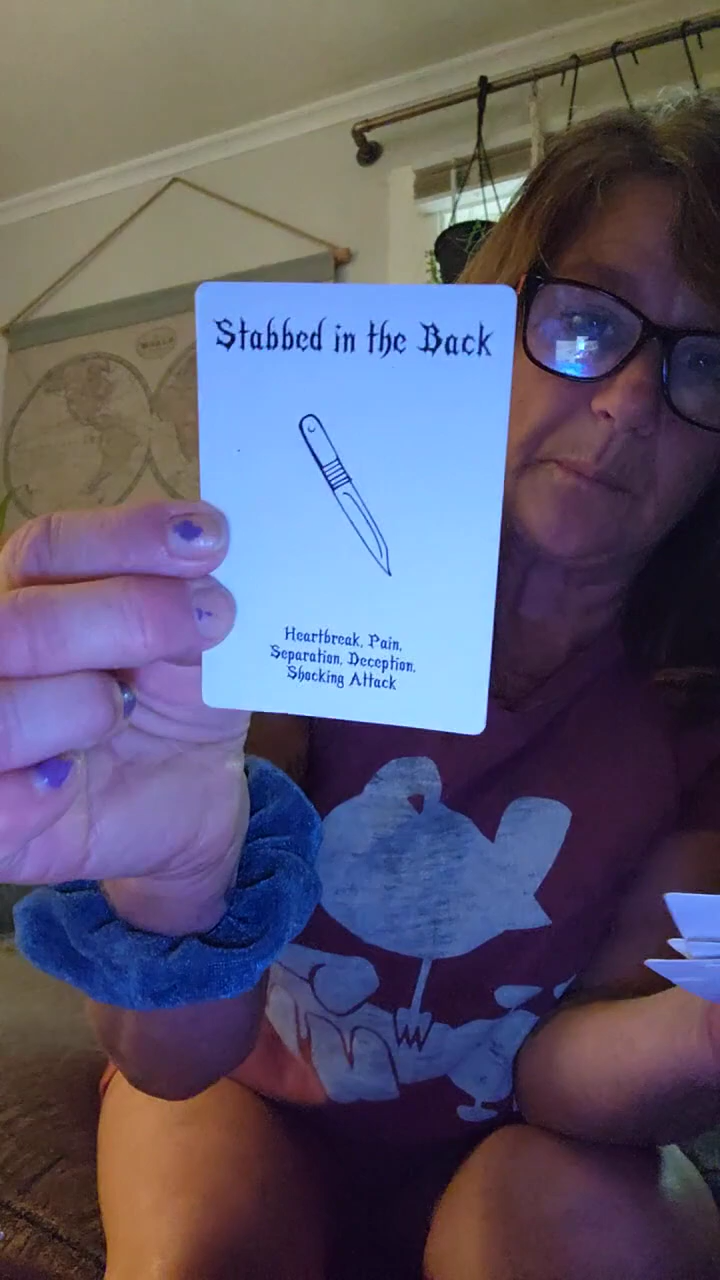 Stabbed in the Back
Heartbreak, Pain,
Separation, Deception,
Shocking Attack